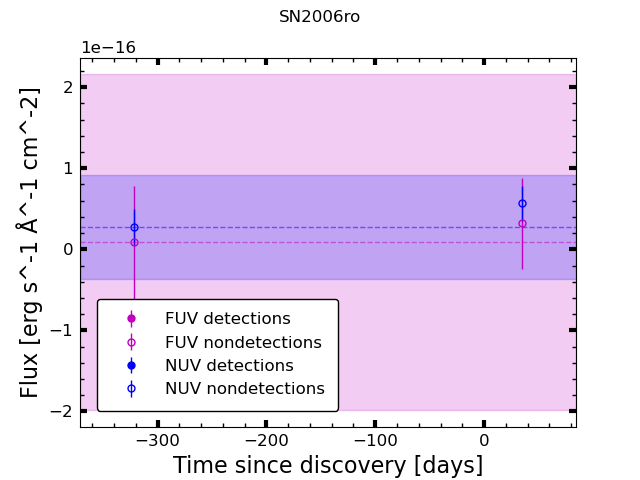 SN2006ro
1e−16
2
1
0
−1
−2
Flux [erg s^-1 Å^-1 cm^-2]
FUV detections
FUV nondetections
NUV detections
NUV nondetections
−300
−200
−100
0
Time since discovery [days]